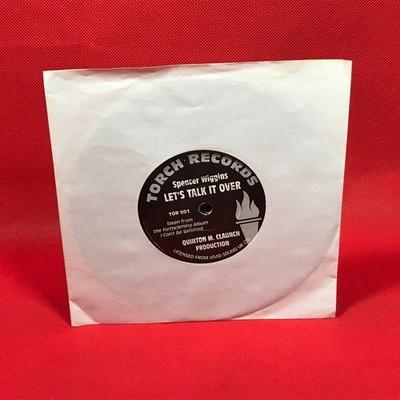 TORCH RECORDS
Spencer Wiggins
LET'S TALK IT OVER
TOR 001
Taken from
the Forthcoming Album
I Can't Be Satisfied
QUINTON M. CLAUNCH
PRODUCTION
LICENSED FROM VIVID SOUND UK L